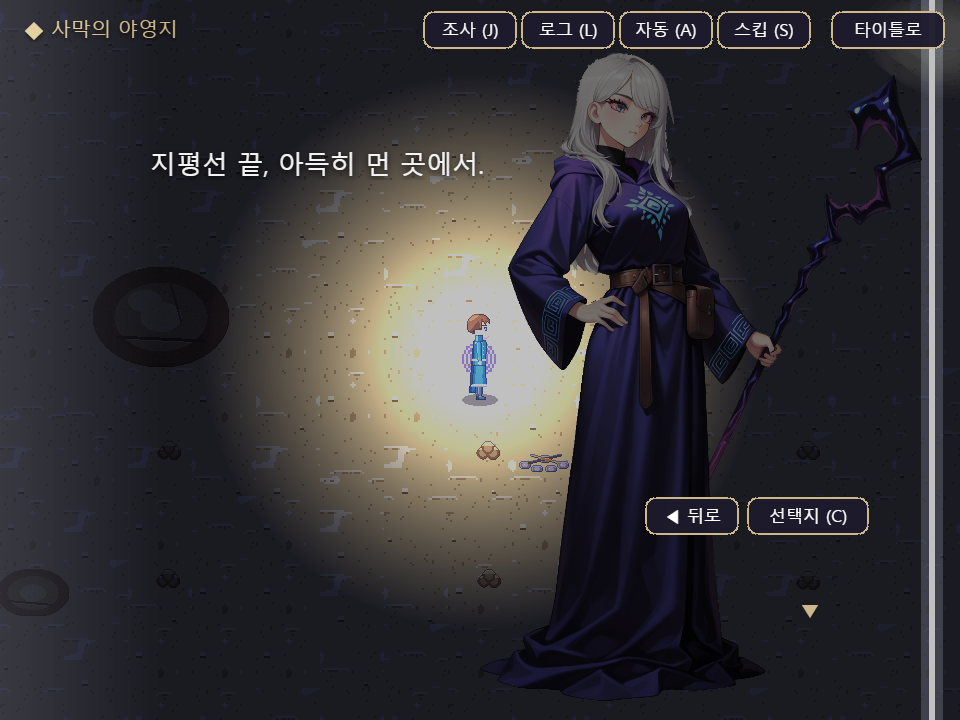 ◆ 사막의 야영지
조사 (J)
로그 (L)
자동 (A)
스킵 (S)
타이틀로
지평선 끝, 아득히 먼 곳에서.
◀ 뒤로
선택지 (C)